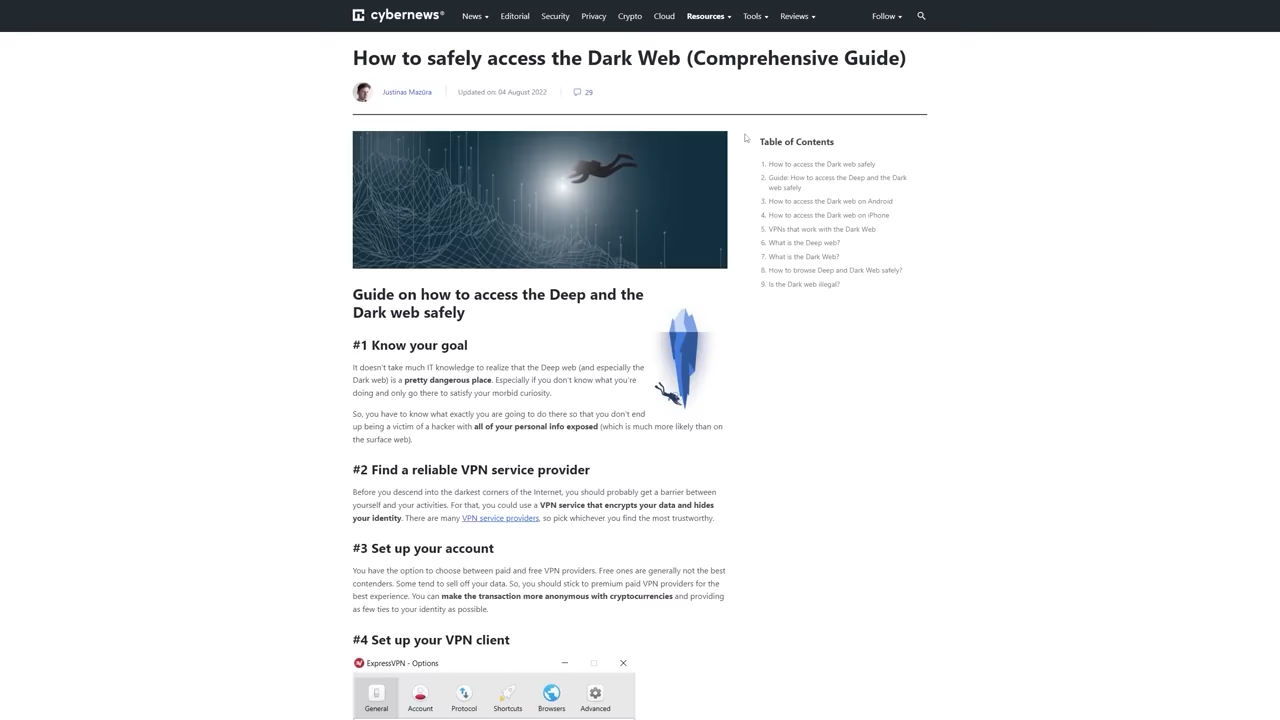 cybernews®
News Editorial Security Privacy Crypto Cloud Resources Tools Reviews Follow
How to safely access the Dark Web (Comprehensive Guide)
Justinas Mazūra Updated on: 04 August 2022 29
Table of Contents
1. How to access the Dark web safely
2. Guide: How to access the Deep and the Dark
web safely
3. How to access the Dark web on Android
4. How to access the Dark web on iPhone
5. VPNs that work with the Dark Web
6. What is the Deep web?
7. What is the Dark Web?
8. How to browse Deep and Dark Web safely?
9. Is the Dark web illegal?
Guide on how to access the Deep and the
Dark web safely
#1 Know your goal
It doesn't take much IT knowledge to realize that the Deep web (and especially the
Dark web) is a pretty dangerous place. Especially if you don't know what you're
doing and only go there to satisfy your morbid curiosity.
So, you have to know what exactly you are going to do there so that you don't end
up being a victim of a hacker with all of your personal info exposed (which is much more likely than on
the surface web).
#2 Find a reliable VPN service provider
Before you descend into the darkest corners of the Internet, you should probably get a barrier between
yourself and your activities. For that, you could use a VPN service that encrypts your data and hides
your identity. There are many VPN service providers, so pick whichever you find the most trustworthy.
#3 Set up your account
You have the option to choose between paid and free VPN providers. Free ones are generally not the best
contenders. Some tend to sell off your data. So, you should stick to premium paid VPN providers for the
best experience. You can make the transaction more anonymous with cryptocurrencies and providing
as few ties to your identity as possible.
#4 Set up your VPN client
ExpressVPN - Options
General Account Protocol Shortcuts Browsers Advanced